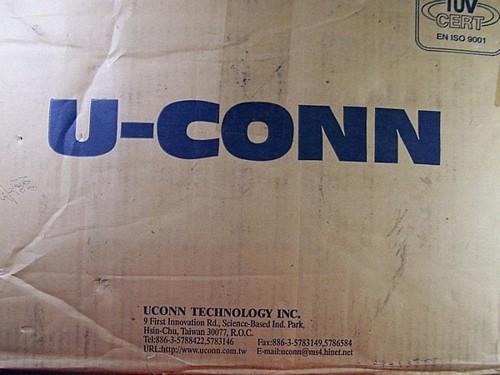 TÜV
CERT
EN ISO 9001
U-CONN
UCONN TECHNOLOGY INC.
9 First Innovation Rd., Science-Based Ind. Park,
Hsin-Chu, Taiwan 30077, R.O.C.
Tel:886-3-5788422,5783146 Fax:886-3-5783149,5786584
URL:http://www.uconn.com.tw E-mail:uconn@ms4.hinet.net